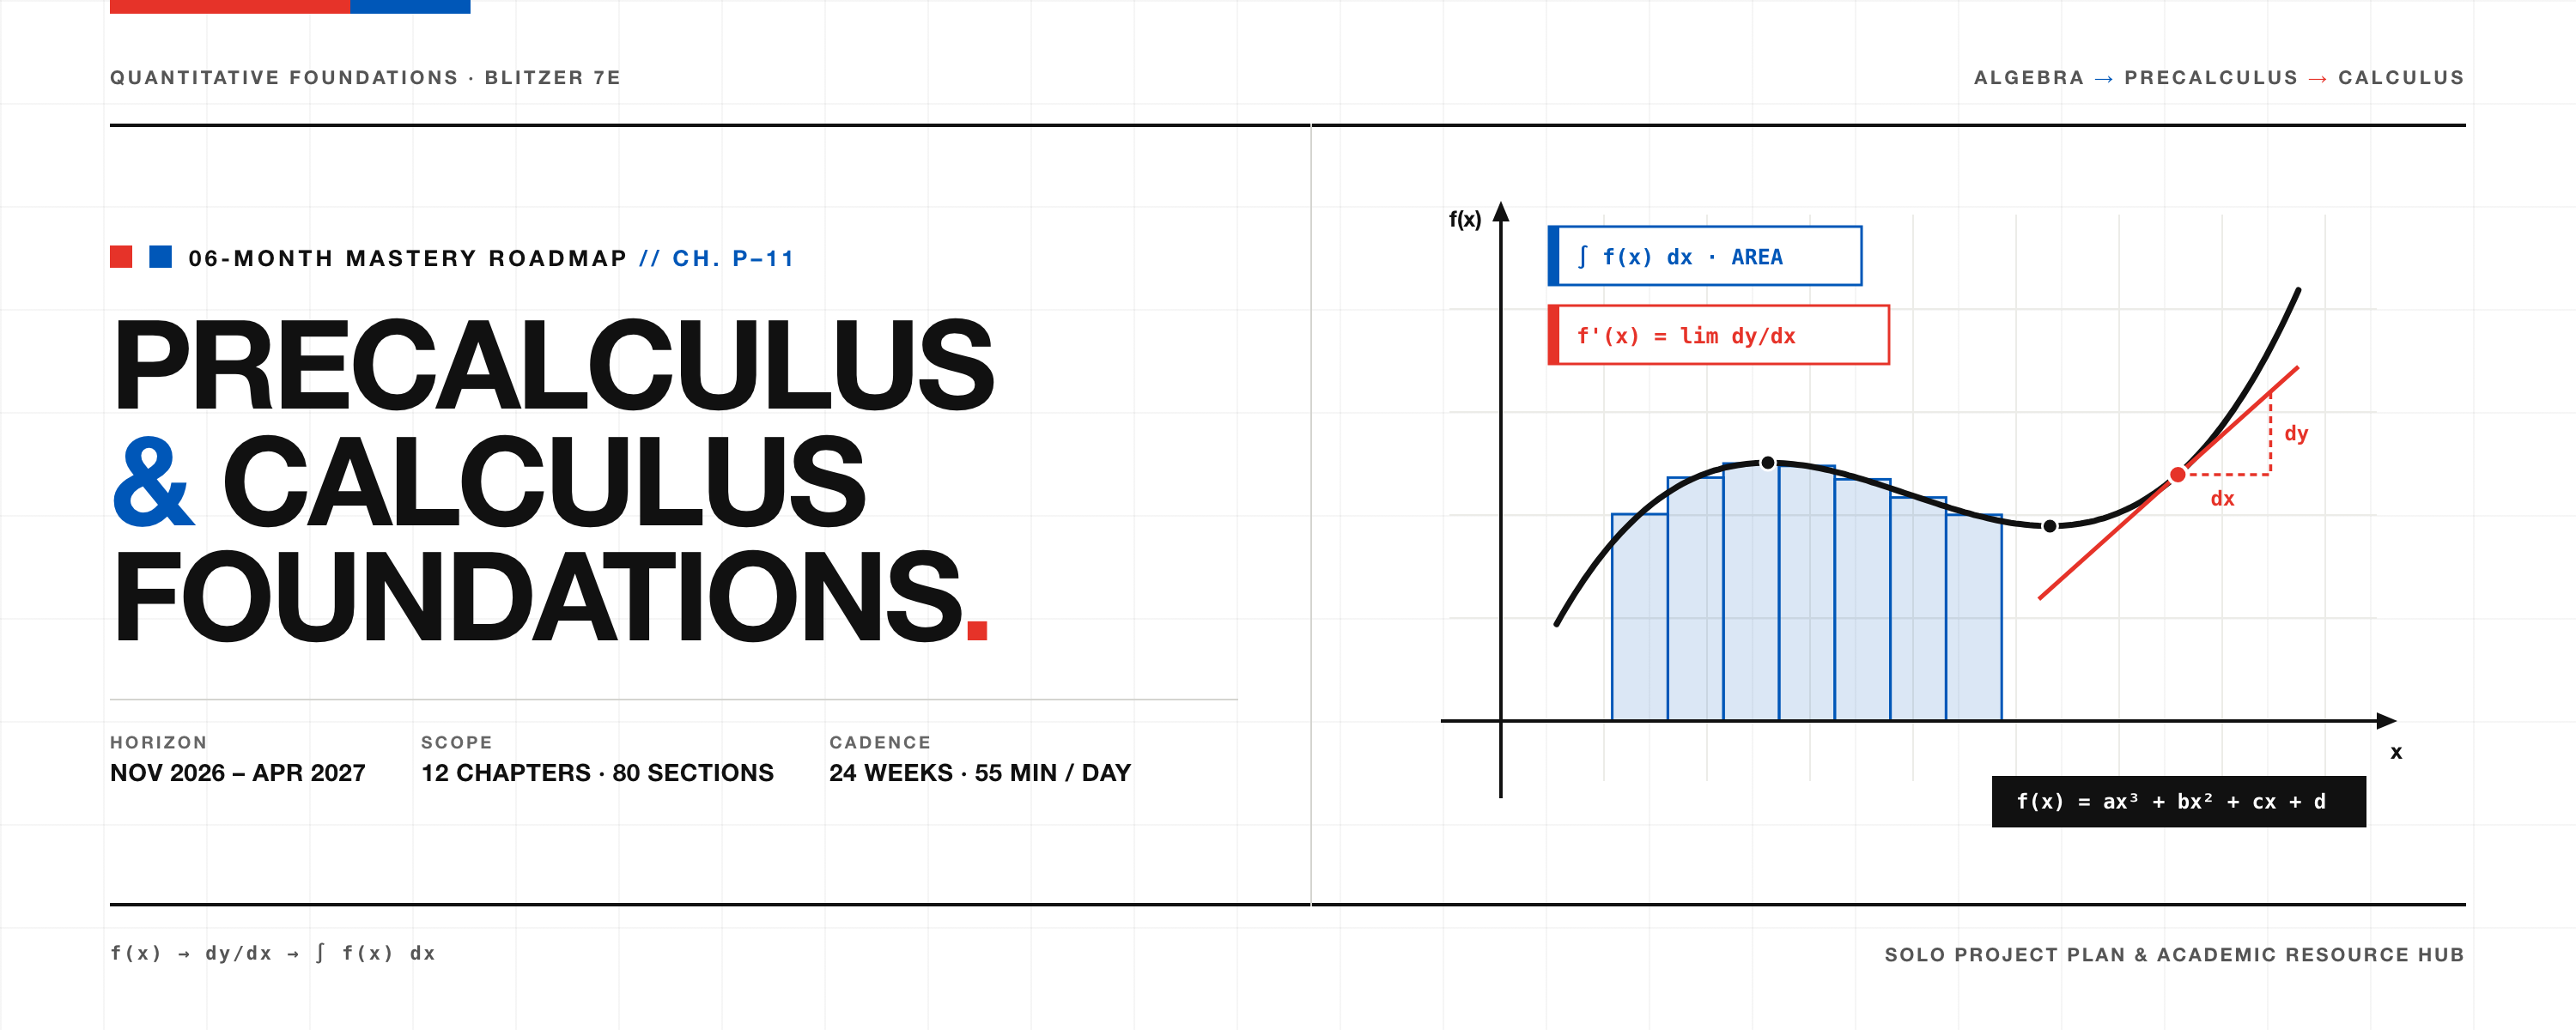 QUANTITATIVE FOUNDATIONS · BLITZER 7E
ALGEBRA → PRECALCULUS → CALCULUS
06-MONTH MASTERY ROADMAP // CH. P–11
PRECALCULUS
& CALCULUS
FOUNDATIONS.
HORIZON
NOV 2026 – APR 2027
SCOPE
12 CHAPTERS · 80 SECTIONS
CADENCE
24 WEEKS · 55 MIN / DAY
f(x)
∫ f(x) dx · AREA
f'(x) = lim dy/dx
dy
dx
x
f(x) = ax³ + bx² + cx + d
f(x) → dy/dx → ∫ f(x) dx
SOLO PROJECT PLAN & ACADEMIC RESOURCE HUB